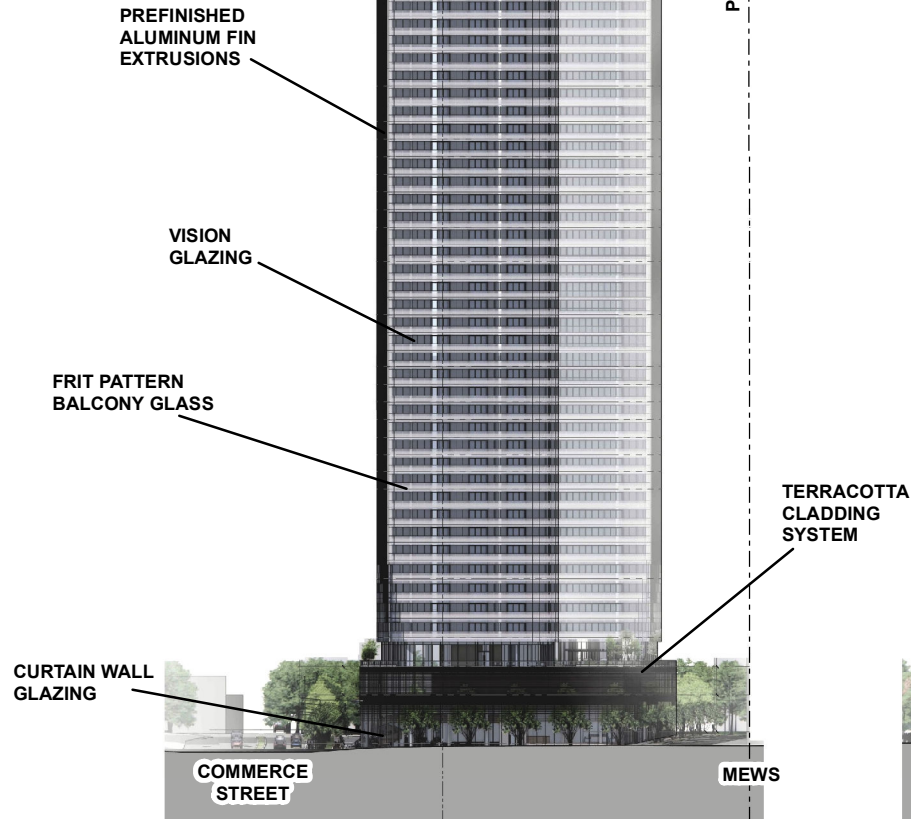 PREFINISHED
ALUMINUM FIN
EXTRUSIONS
P
VISION
GLAZING
FRIT PATTERN
BALCONY GLASS
TERRACOTTA
CLADDING
SYSTEM
CURTAIN WALL
GLAZING
COMMERCE
STREET
MEWS